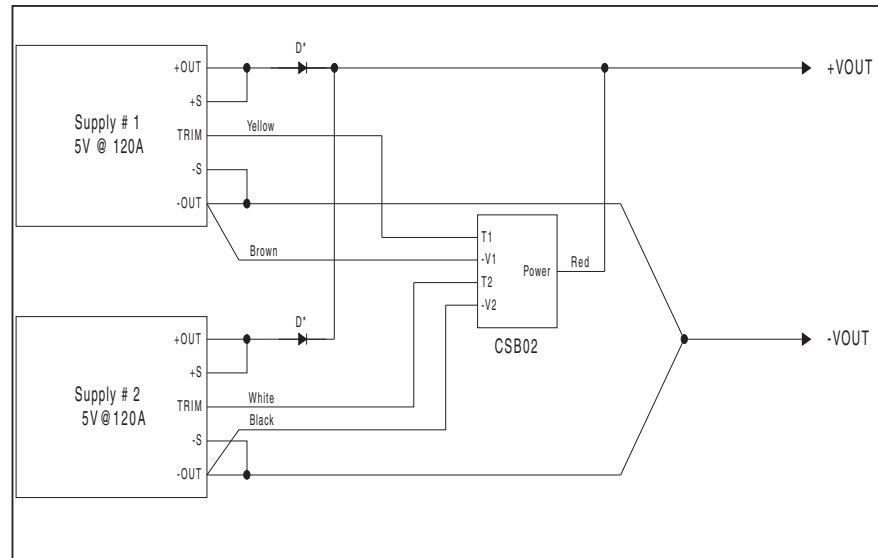 D*
+OUT
+VOUT
+S
Supply # 1
5V @ 120A
TRIM
Yellow
-S
-OUT
Brown
T1
-V1
Power
Red
T2
-V2
CSB02
D*
+OUT
-VOUT
+S
Supply # 2
5V@120A
TRIM
White
Black
-S
-OUT